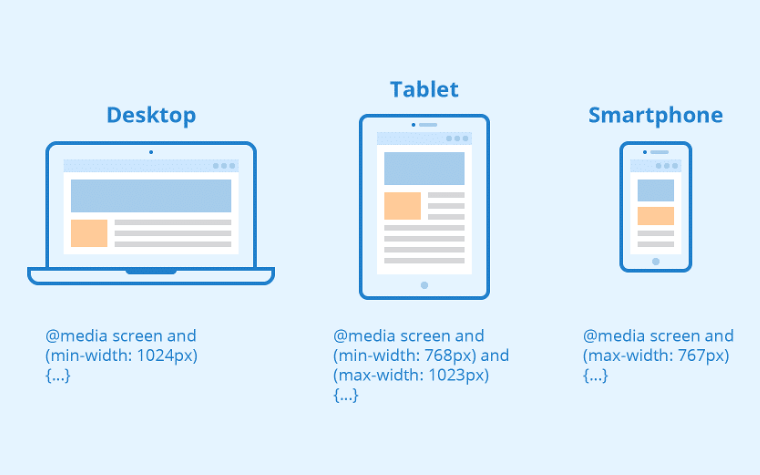 Desktop
@media screen and
(min-width: 1024px)
{...}
Tablet
@media screen and
(min-width: 768px) and
(max-width: 1023px)
{...}
Smartphone
@media screen and
(max-width: 767px)
{...}